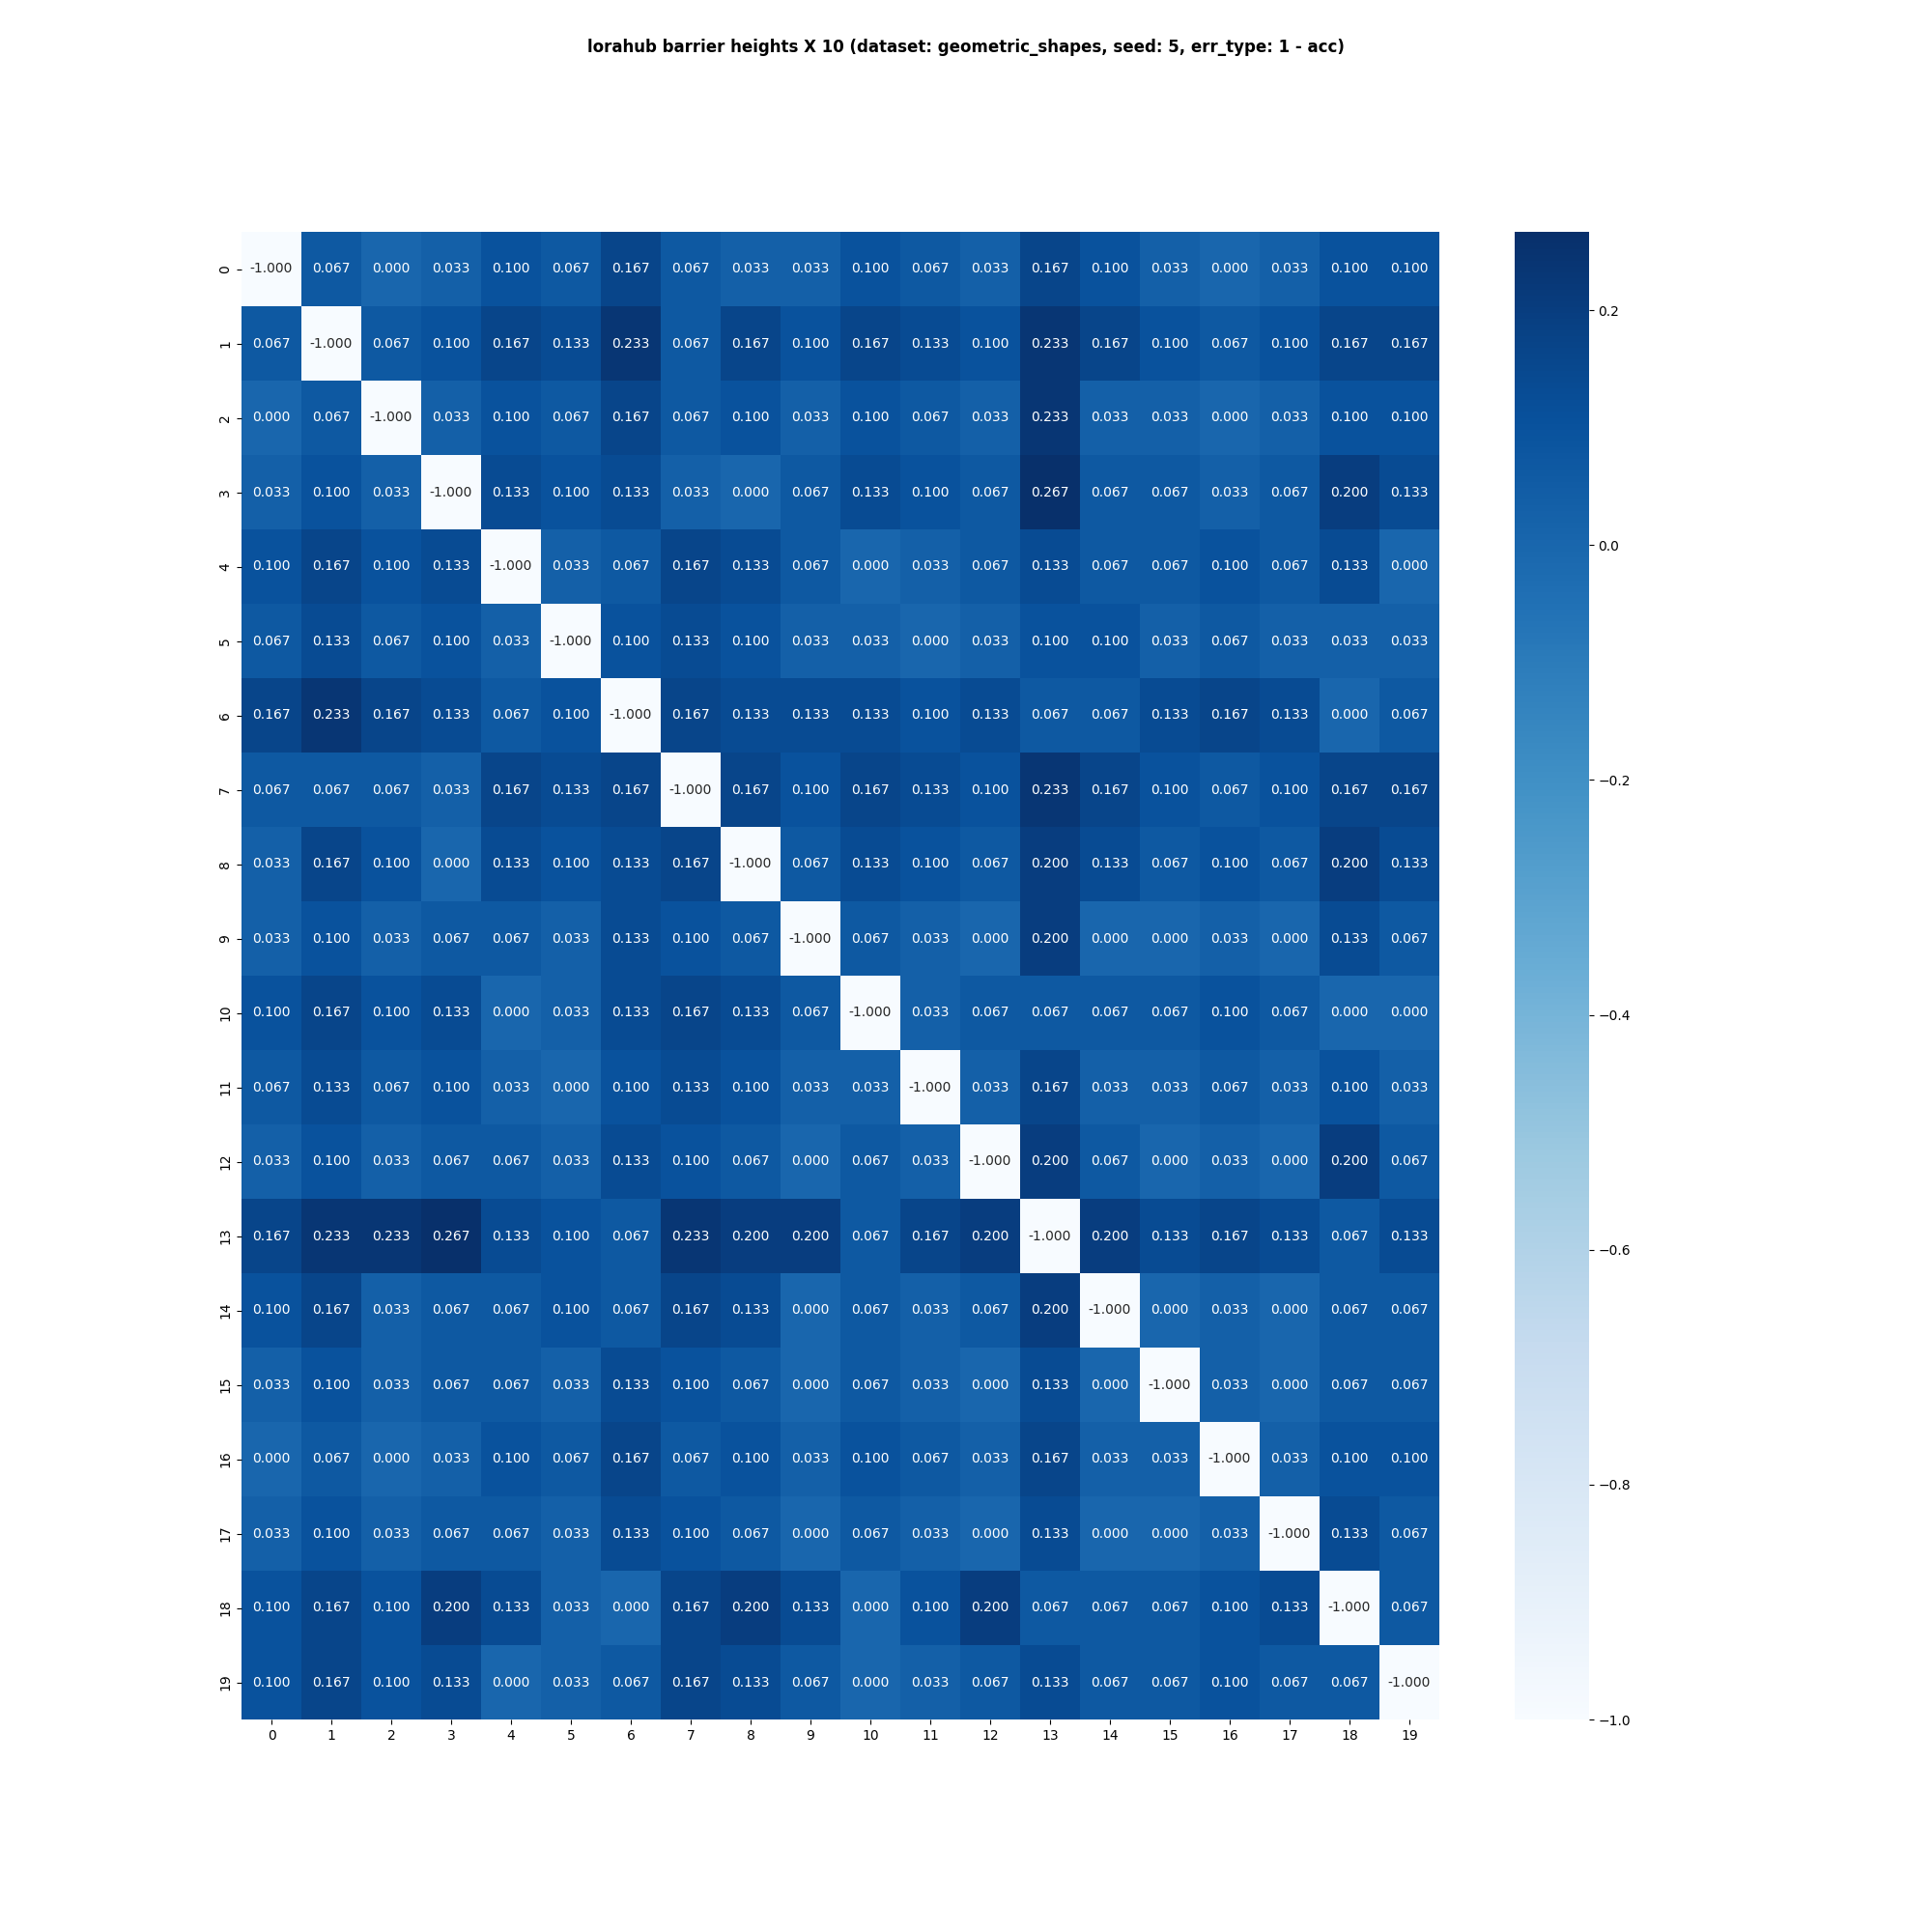 lorahub barrier heights X 10 (dataset: geometric_shapes, seed: 5, err_type: 1 - acc)
0 -1.000 0.067 0.000 0.033 0.100 0.067 0.167 0.067 0.033 0.033 0.100 0.067 0.033 0.167 0.100 0.033 0.000 0.033 0.100 0.100
1 0.067 -1.000 0.067 0.100 0.167 0.133 0.233 0.067 0.167 0.100 0.167 0.133 0.100 0.233 0.167 0.100 0.067 0.100 0.167 0.167
2 0.000 0.067 -1.000 0.033 0.100 0.067 0.167 0.067 0.100 0.033 0.100 0.067 0.033 0.233 0.033 0.033 0.000 0.033 0.100 0.100
3 0.033 0.100 0.033 -1.000 0.133 0.100 0.133 0.033 0.000 0.067 0.133 0.100 0.067 0.267 0.067 0.067 0.033 0.067 0.200 0.133
4 0.100 0.167 0.100 0.133 -1.000 0.033 0.067 0.167 0.133 0.067 0.000 0.033 0.067 0.133 0.067 0.067 0.100 0.067 0.133 0.000
5 0.067 0.133 0.067 0.100 0.033 -1.000 0.100 0.133 0.100 0.033 0.033 0.000 0.033 0.100 0.100 0.033 0.067 0.033 0.033 0.033
6 0.167 0.233 0.167 0.133 0.067 0.100 -1.000 0.167 0.133 0.133 0.133 0.100 0.133 0.067 0.067 0.133 0.167 0.133 0.000 0.067
7 0.067 0.067 0.067 0.033 0.167 0.133 0.167 -1.000 0.167 0.100 0.167 0.133 0.100 0.233 0.167 0.100 0.067 0.100 0.167 0.167
8 0.033 0.167 0.100 0.000 0.133 0.100 0.133 0.167 -1.000 0.067 0.133 0.100 0.067 0.200 0.133 0.067 0.100 0.067 0.200 0.133
9 0.033 0.100 0.033 0.067 0.067 0.033 0.133 0.100 0.067 -1.000 0.067 0.033 0.000 0.200 0.000 0.000 0.033 0.000 0.133 0.067
10 0.100 0.167 0.100 0.133 0.000 0.033 0.133 0.167 0.133 0.067 -1.000 0.033 0.067 0.067 0.067 0.067 0.100 0.067 0.000 0.000
11 0.067 0.133 0.067 0.100 0.033 0.000 0.100 0.133 0.100 0.033 0.033 -1.000 0.033 0.167 0.033 0.033 0.067 0.033 0.100 0.033
12 0.033 0.100 0.033 0.067 0.067 0.033 0.133 0.100 0.067 0.000 0.067 0.033 -1.000 0.200 0.067 0.000 0.033 0.000 0.200 0.067
13 0.167 0.233 0.233 0.267 0.133 0.100 0.067 0.233 0.200 0.200 0.067 0.167 0.200 -1.000 0.200 0.133 0.167 0.133 0.067 0.133
14 0.100 0.167 0.033 0.067 0.067 0.100 0.067 0.167 0.133 0.000 0.067 0.033 0.067 0.200 -1.000 0.000 0.033 0.000 0.067 0.067
15 0.033 0.100 0.033 0.067 0.067 0.033 0.133 0.100 0.067 0.000 0.067 0.033 0.000 0.133 0.000 -1.000 0.033 0.000 0.067 0.067
16 0.000 0.067 0.000 0.033 0.100 0.067 0.167 0.067 0.100 0.033 0.100 0.067 0.033 0.167 0.033 0.033 -1.000 0.033 0.100 0.100
17 0.033 0.100 0.033 0.067 0.067 0.033 0.133 0.100 0.067 0.000 0.067 0.033 0.000 0.133 0.000 0.000 0.033 -1.000 0.133 0.067
18 0.100 0.167 0.100 0.200 0.133 0.033 0.000 0.167 0.200 0.133 0.000 0.100 0.200 0.067 0.067 0.067 0.100 0.133 -1.000 0.067
19 0.100 0.167 0.100 0.133 0.000 0.033 0.067 0.167 0.133 0.067 0.000 0.033 0.067 0.133 0.067 0.067 0.100 0.067 0.067 -1.000
0 1 2 3 4 5 6 7 8 9 10 11 12 13 14 15 16 17 18 19
0.2
0.0
−0.2
−0.4
−0.6
−0.8
−1.0